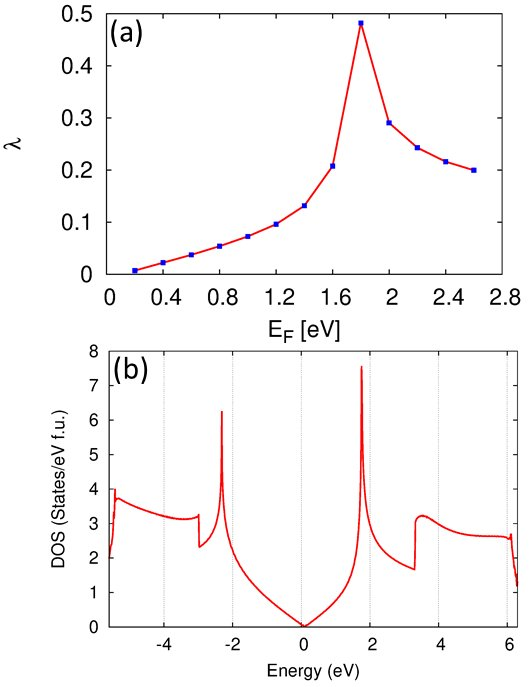 (a)
0.5
0.4
0.3
0.2
0.1
0
λ
0 0.4 0.8 1.2 1.6 2 2.4 2.8
E_F [eV]
(b)
8
7
6
5
4
3
2
1
0
DOS (States/eV f.u.)
-4 -2 0 2 4 6
Energy (eV)